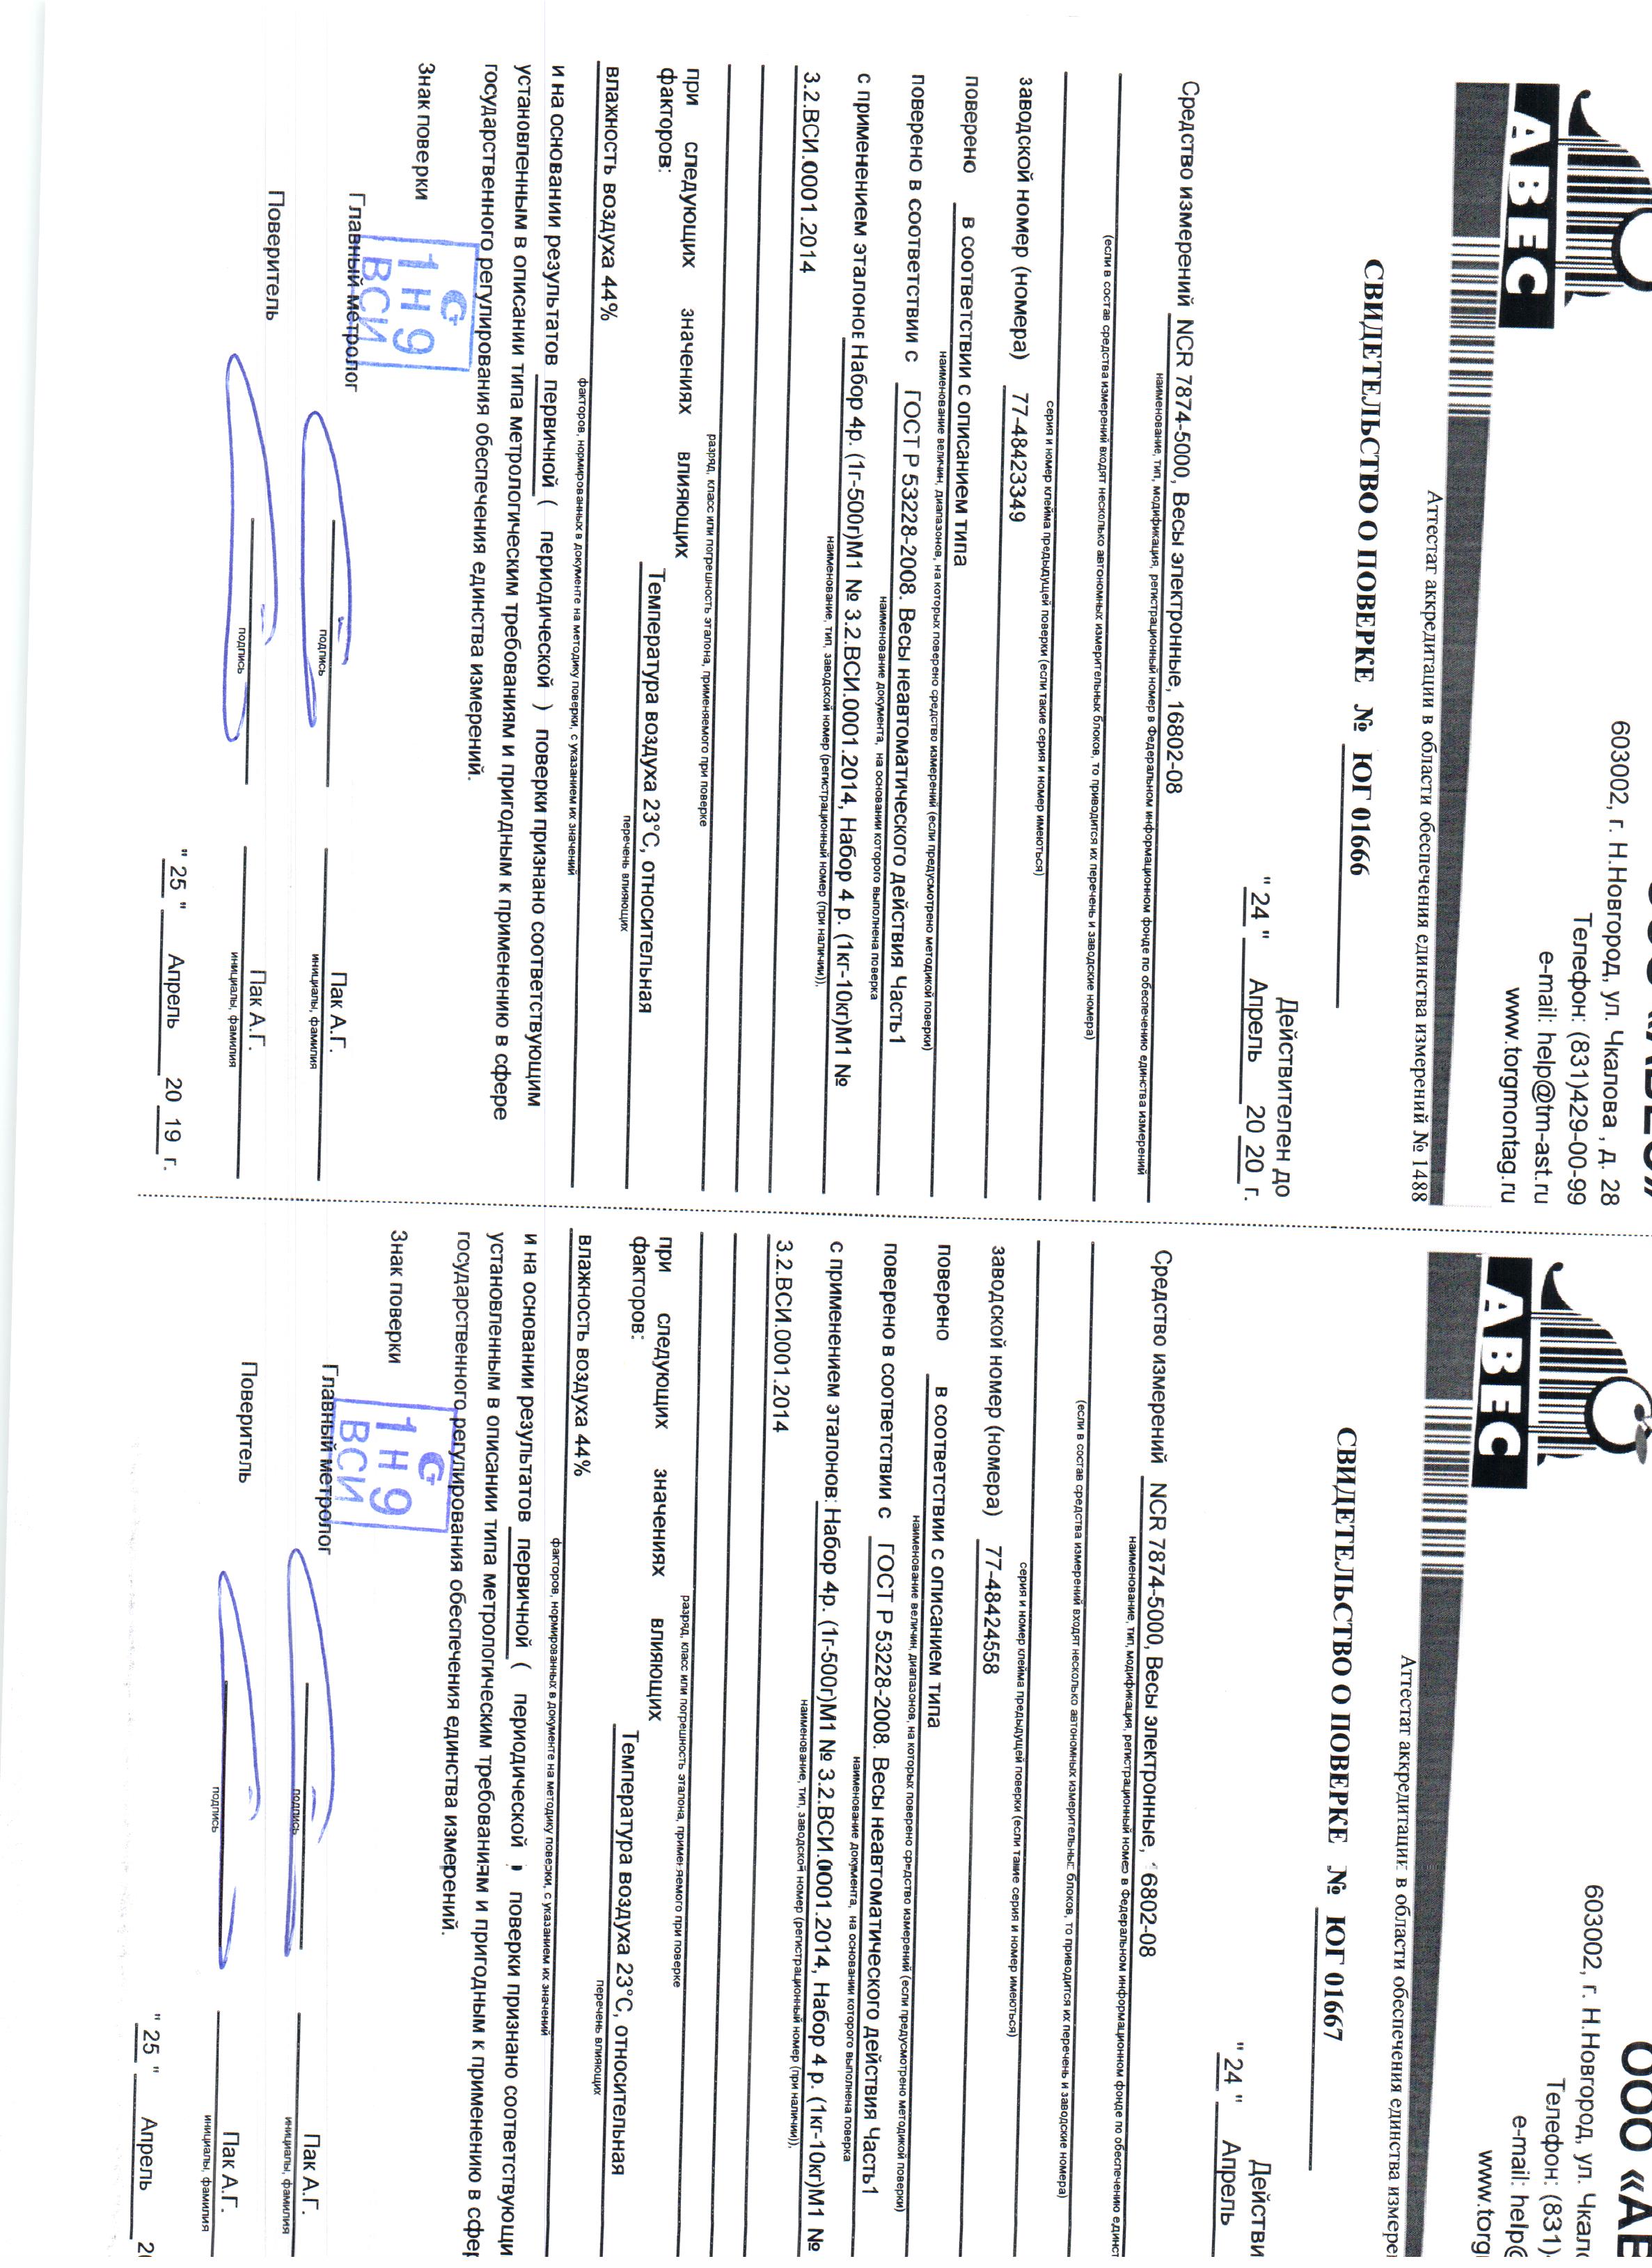 ООО «АВЕС»
603002, г. Н.Новгород, ул. Чкалова , д. 28
Телефон: (831)429-00-99
e-mail: help@tm-ast.ru
www.torgmontag.ru
АВЕС
Аттестат аккредитации в области обеспечения единства измерений № 1488
СВИДЕТЕЛЬСТВО О ПОВЕРКЕ № ЮГ 01666
Действителен до
" 24 " Апрель 20 20 г.
Средство измерений NCR 7874-5000, Весы электронные, 16802-08
наименование, тип, модификация, регистрационный номер в Федеральном информационном фонде по обеспечению единства измерений
(если в состав средства измерений входят несколько автономных измерительных блоков, то приводится их перечень и заводские номера)
серия и номер клейма предыдущей поверки (если такие серия и номер имеються)
заводской номер (номера) 77-48423349
поверено в соответствии с описанием типа
наименование величин, диапазонов, на которых поверено средство измерений (если предусмотрено методикой поверки)
поверено в соответствии с ГОСТ Р 53228-2008. Весы неавтоматического действия Часть1
наименование документа, на основании которого выполнена поверка
с применением эталонов Набор 4р. (1г-500г)М1 № 3.2.ВСИ.0001.2014, Набор 4 р. (1кг-10кг)М1 №
наименование, тип, заводской номер (регистрационный номер (при наличии)),
3.2.ВСИ.0001.2014
разряд, класс или погрешность эталона, применяемого при поверке
при следующих значениях влияющих
факторов: Температура воздуха 23°С, относительная
перечень влияющих
влажность воздуха 44%
факторов, нормированных в документе на методику поверки, с указанием их значений
и на основании результатов первичной ( периодической ) поверки признано соответствующим
установленным в описании типа метрологическим требованиям и пригодным к применению в сфере
государственного регулирования обеспечения единства измерений.
Знак поверки
1 Н 9
ВСИ
Главный метролог Пак А.Г.
подпись инициалы, фамилия
Поверитель Пак А.Г.
подпись инициалы, фамилия
" 25 " Апрель 20 19 г.
ООО «АВ
603002, г. Н.Новгород, ул. Чкало
Телефон: (831)
e-mail: help@
www.torg
АВЕС
Аттестат аккредитации в области обеспечения единства измере
СВИДЕТЕЛЬСТВО О ПОВЕРКЕ № ЮГ 01667
Действи
" 24 " Апрель
Средство измерений NCR 7874-5000, Весы электронные, 16802-08
наименование, тип, модификация, регистрационный номер в Федеральном информационном фонде по обеспечению единст
(если в состав средства измерений входят несколько автономных измерительных блоков, то приводится их перечень и заводские номера)
серия и номер клейма предыдущей поверки (если такие серия и номер имеються)
заводской номер (номера) 77-48424558
поверено в соответствии с описанием типа
наименование величин, диапазонов, на которых поверено средство измерений (если предусмотрено методикой поверки)
поверено в соответствии с ГОСТ Р 53228-2008. Весы неавтоматического действия Часть1
наименование документа, на основании которого выполнена поверка
с применением эталонов: Набор 4р. (1г-500г)М1 № 3.2.ВСИ.0001.2014, Набор 4 р. (1кг-10кг)М1 №
наименование, тип, заводской номер (регистрационный номер (при наличии)),
3.2.ВСИ.0001.2014
разряд, класс или погрешность эталона, применяемого при поверке
при следующих значениях влияющих
факторов: Температура воздуха 23°С, относительная
перечень влияющих
влажность воздуха 44%
факторов, нормированных в документе на методику поверки, с указанием их значений
и на основании результатов первичной ( периодической ) поверки признано соответствующи
установленным в описании типа метрологическим требованиям и пригодным к применению в сфер
государственного регулирования обеспечения единства измерений.
Знак поверки
1 Н 9
ВСИ
Главный метролог Пак А.Г.
подпись инициалы, фамилия
Поверитель Пак А.Г.
подпись инициалы, фамилия
" 25 " Апрель 20